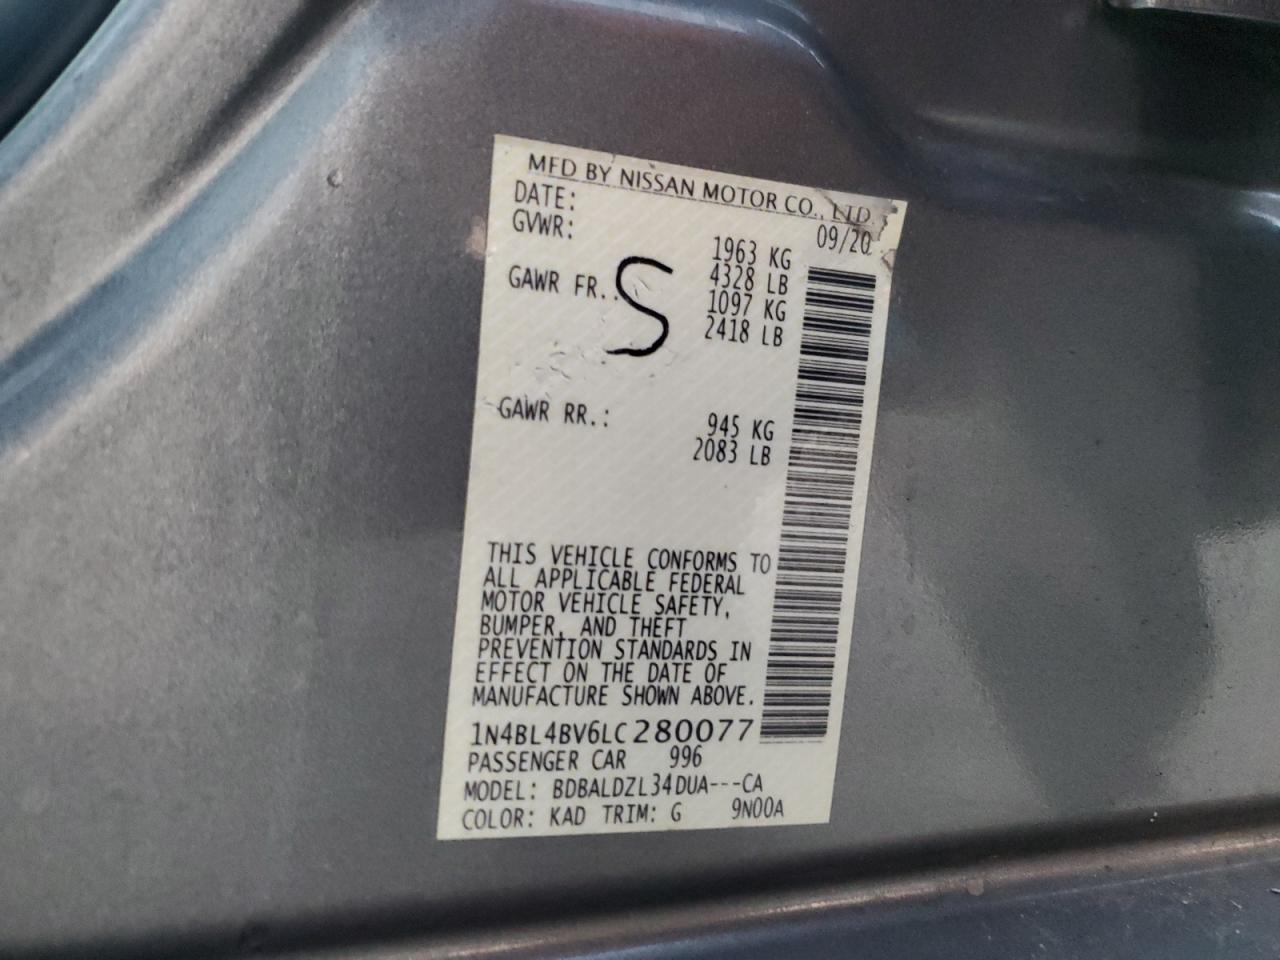 MFD BY NISSAN MOTOR CO., LTD.
DATE: 09/20
GVWR: 1963 KG
4328 LB
GAWR FR.: 1097 KG
2418 LB
S
GAWR RR.: 945 KG
2083 LB
THIS VEHICLE CONFORMS TO
ALL APPLICABLE FEDERAL
MOTOR VEHICLE SAFETY,
BUMPER, AND THEFT
PREVENTION STANDARDS IN
EFFECT ON THE DATE OF
MANUFACTURE SHOWN ABOVE.
1N4BL4BV6LC280077
PASSENGER CAR 996
MODEL: BDBALDZL34DUA---CA
COLOR: KAD TRIM: G 9N00A